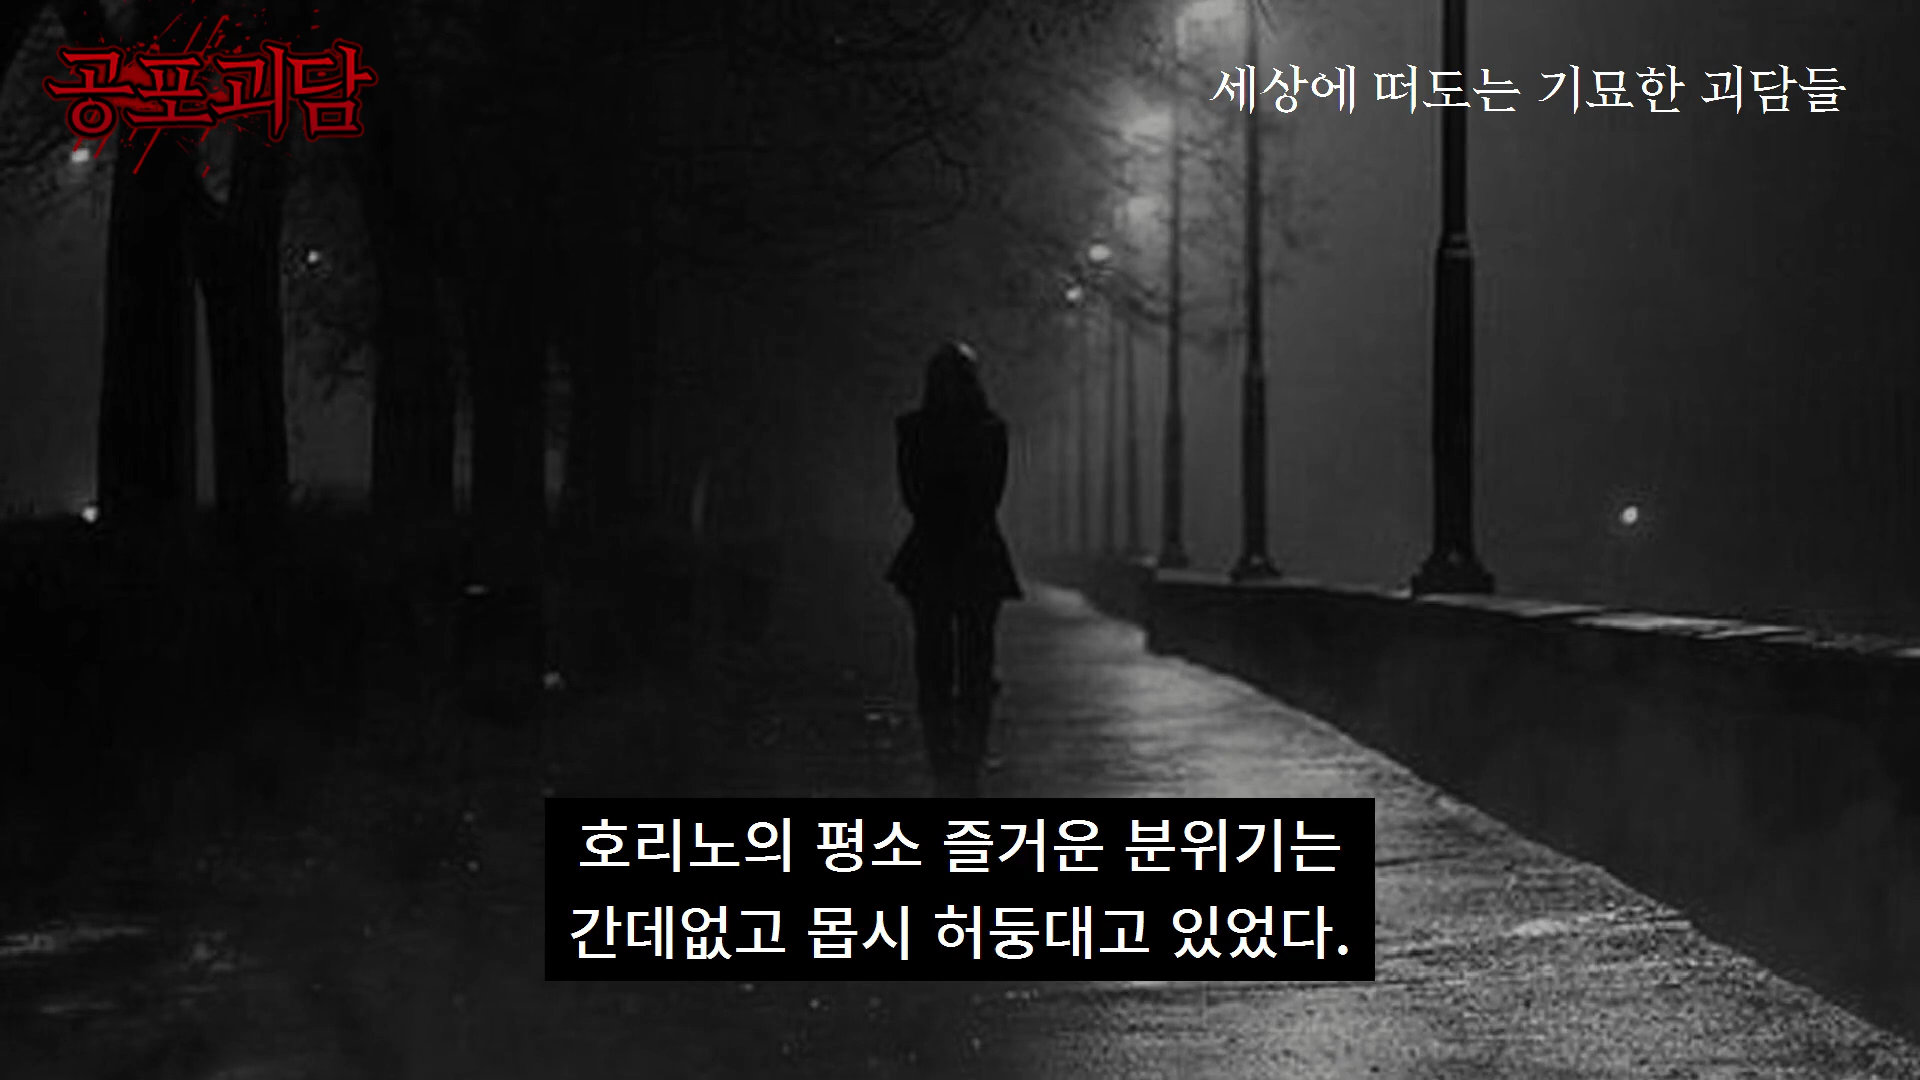 공포괴담
세상에 떠도는 기묘한 괴담들
호리노의 평소 즐거운 분위기는
간데없고 몹시 허둥대고 있었다.